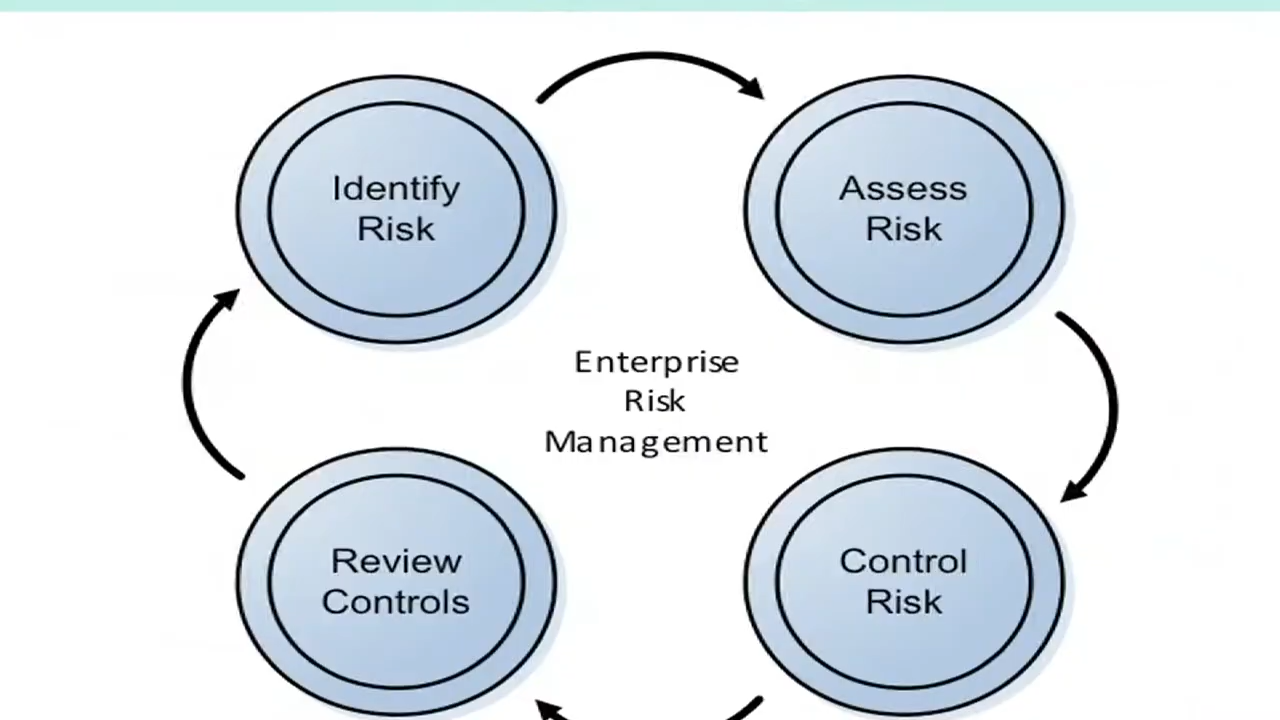 Identify
Risk
Assess
Risk
Enterprise
Risk
Management
Review
Controls
Control
Risk